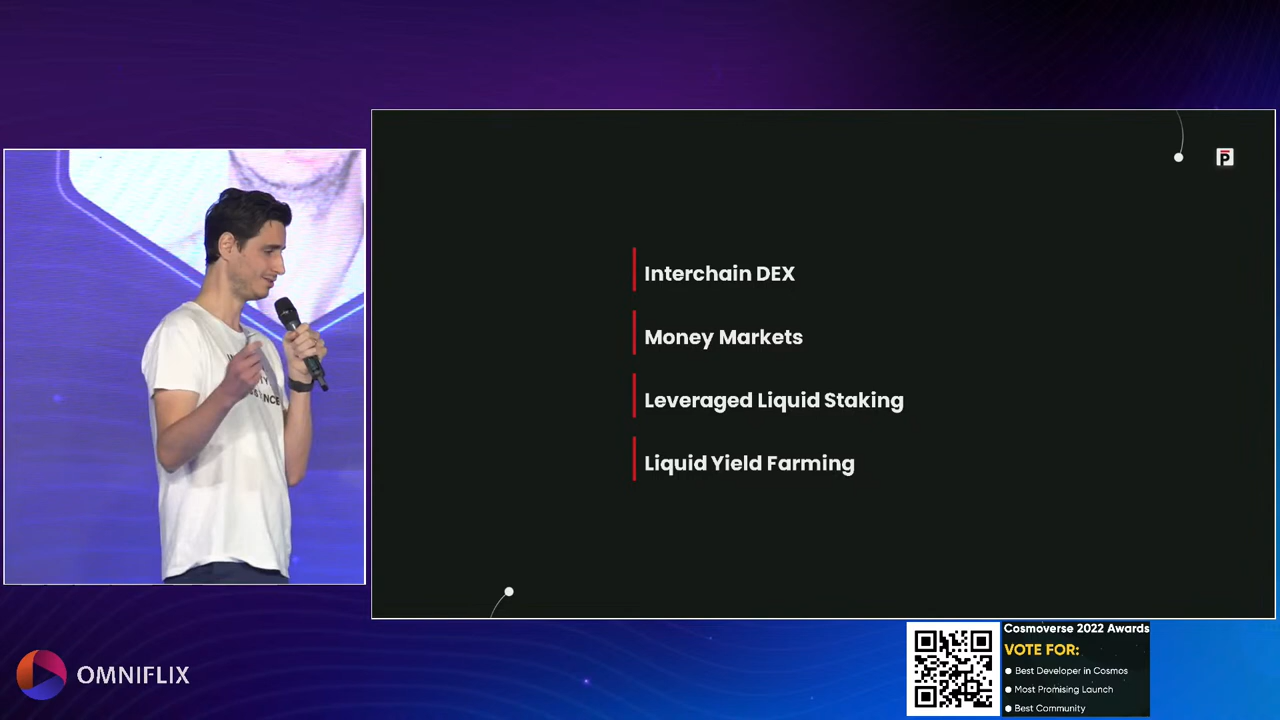 Interchain DEX
Money Markets
Leveraged Liquid Staking
Liquid Yield Farming
OMNIFLIX
Cosmoverse 2022 Awards
VOTE FOR:
Best Developer in Cosmos
Most Promising Launch
Best Community